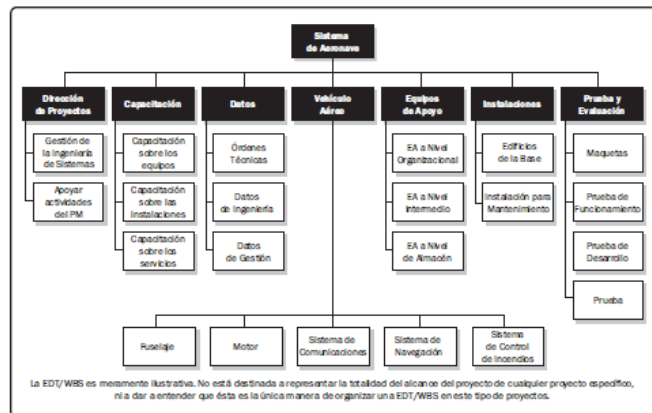 Sistema
de Aeronave
Dirección
de Proyectos
Capacitación
Datos
Vehículo
Aéreo
Equipos
de Apoyo
Instalaciones
Prueba y
Evaluación
Gestión de
la Ingeniería
de Sistemas
Apoyar
actividades
del PM
Capacitación
sobre los
equipos
Capacitación
sobre las
instalaciones
Capacitación
sobre los
servicios
Órdenes
Técnicas
Datos
de Ingeniería
Datos
de Gestión
EA a Nivel
Organizacional
EA a Nivel
Intermedio
EA a Nivel
de Almacén
Edificios
de la Base
Instalación para
Mantenimiento
Maquetas
Prueba de
Funcionamiento
Prueba de
Desarrollo
Prueba
Fuselaje
Motor
Sistema de
Comunicaciones
Sistema de
Navegación
Sistema
de Control
de Incendios
La EDT/WBS es meramente ilustrativa. No está destinada a representar la totalidad del alcance del proyecto de cualquier proyecto específico,
ni a dar a entender que ésta es la única manera de organizar una EDT/WBS en este tipo de proyectos.